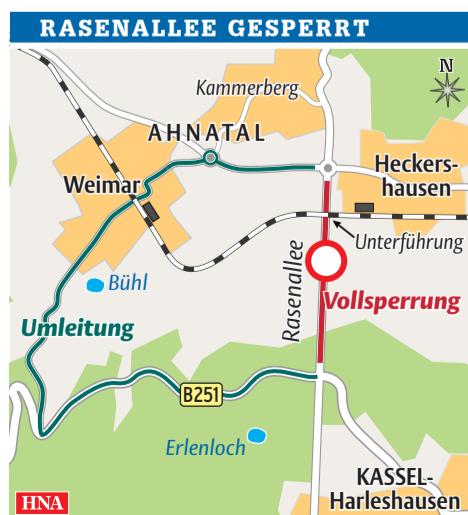 RASENALLEE GESPERRT
N
Kammerberg
AHNATAL
Weimar
Heckers-
hausen
Unterführung
Rasenallee
Bühl
Vollsperrung
Umleitung
B251
Erlenloch
KASSEL-
Harleshausen
HNA